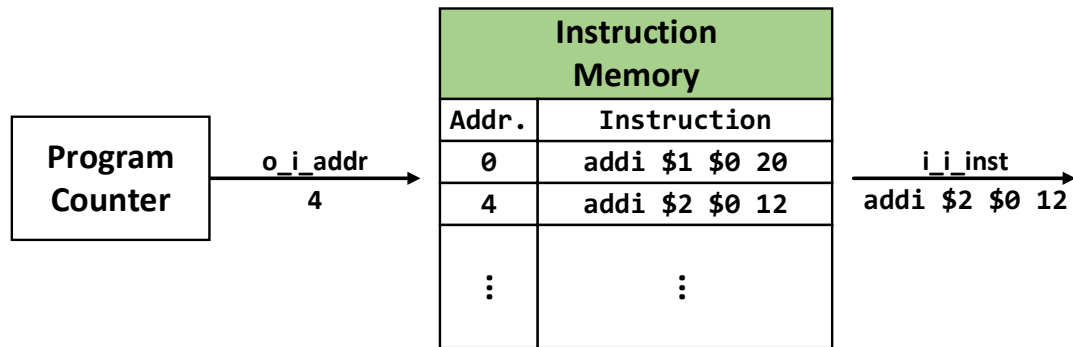 Program
Counter
o_i_addr
4
Instruction
Memory
Addr. Instruction
0 addi $1 $0 20
4 addi $2 $0 12
⋮ ⋮
i_i_inst
addi $2 $0 12